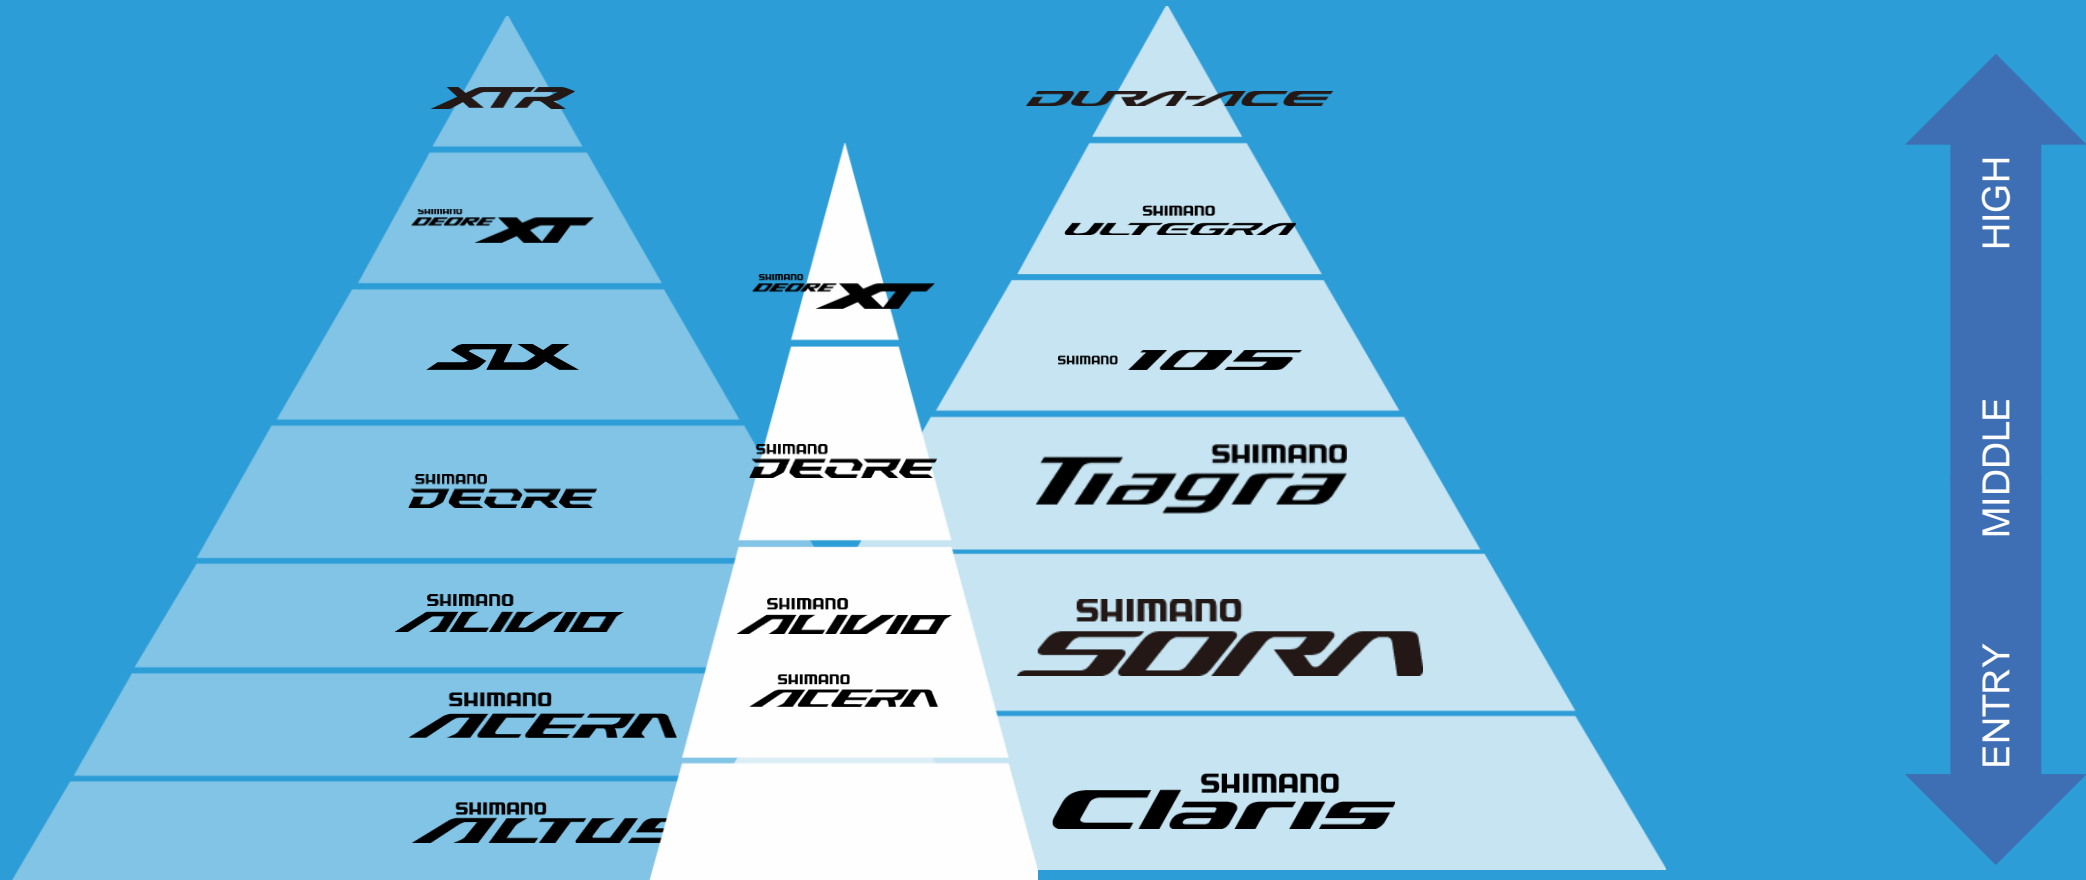 XTR
SHIMANO
DEORE XT
SLX
SHIMANO
DEORE
SHIMANO
ALIVIO
SHIMANO
ACERA
SHIMANO
ALTUS
SHIMANO
DEORE XT
SHIMANO
DEORE
SHIMANO
ALIVIO
SHIMANO
ACERA
DURA-ACE
SHIMANO
ULTEGRA
SHIMANO 105
SHIMANO
Tiagra
SHIMANO
SORA
SHIMANO
Claris
HIGH
MIDDLE
ENTRY